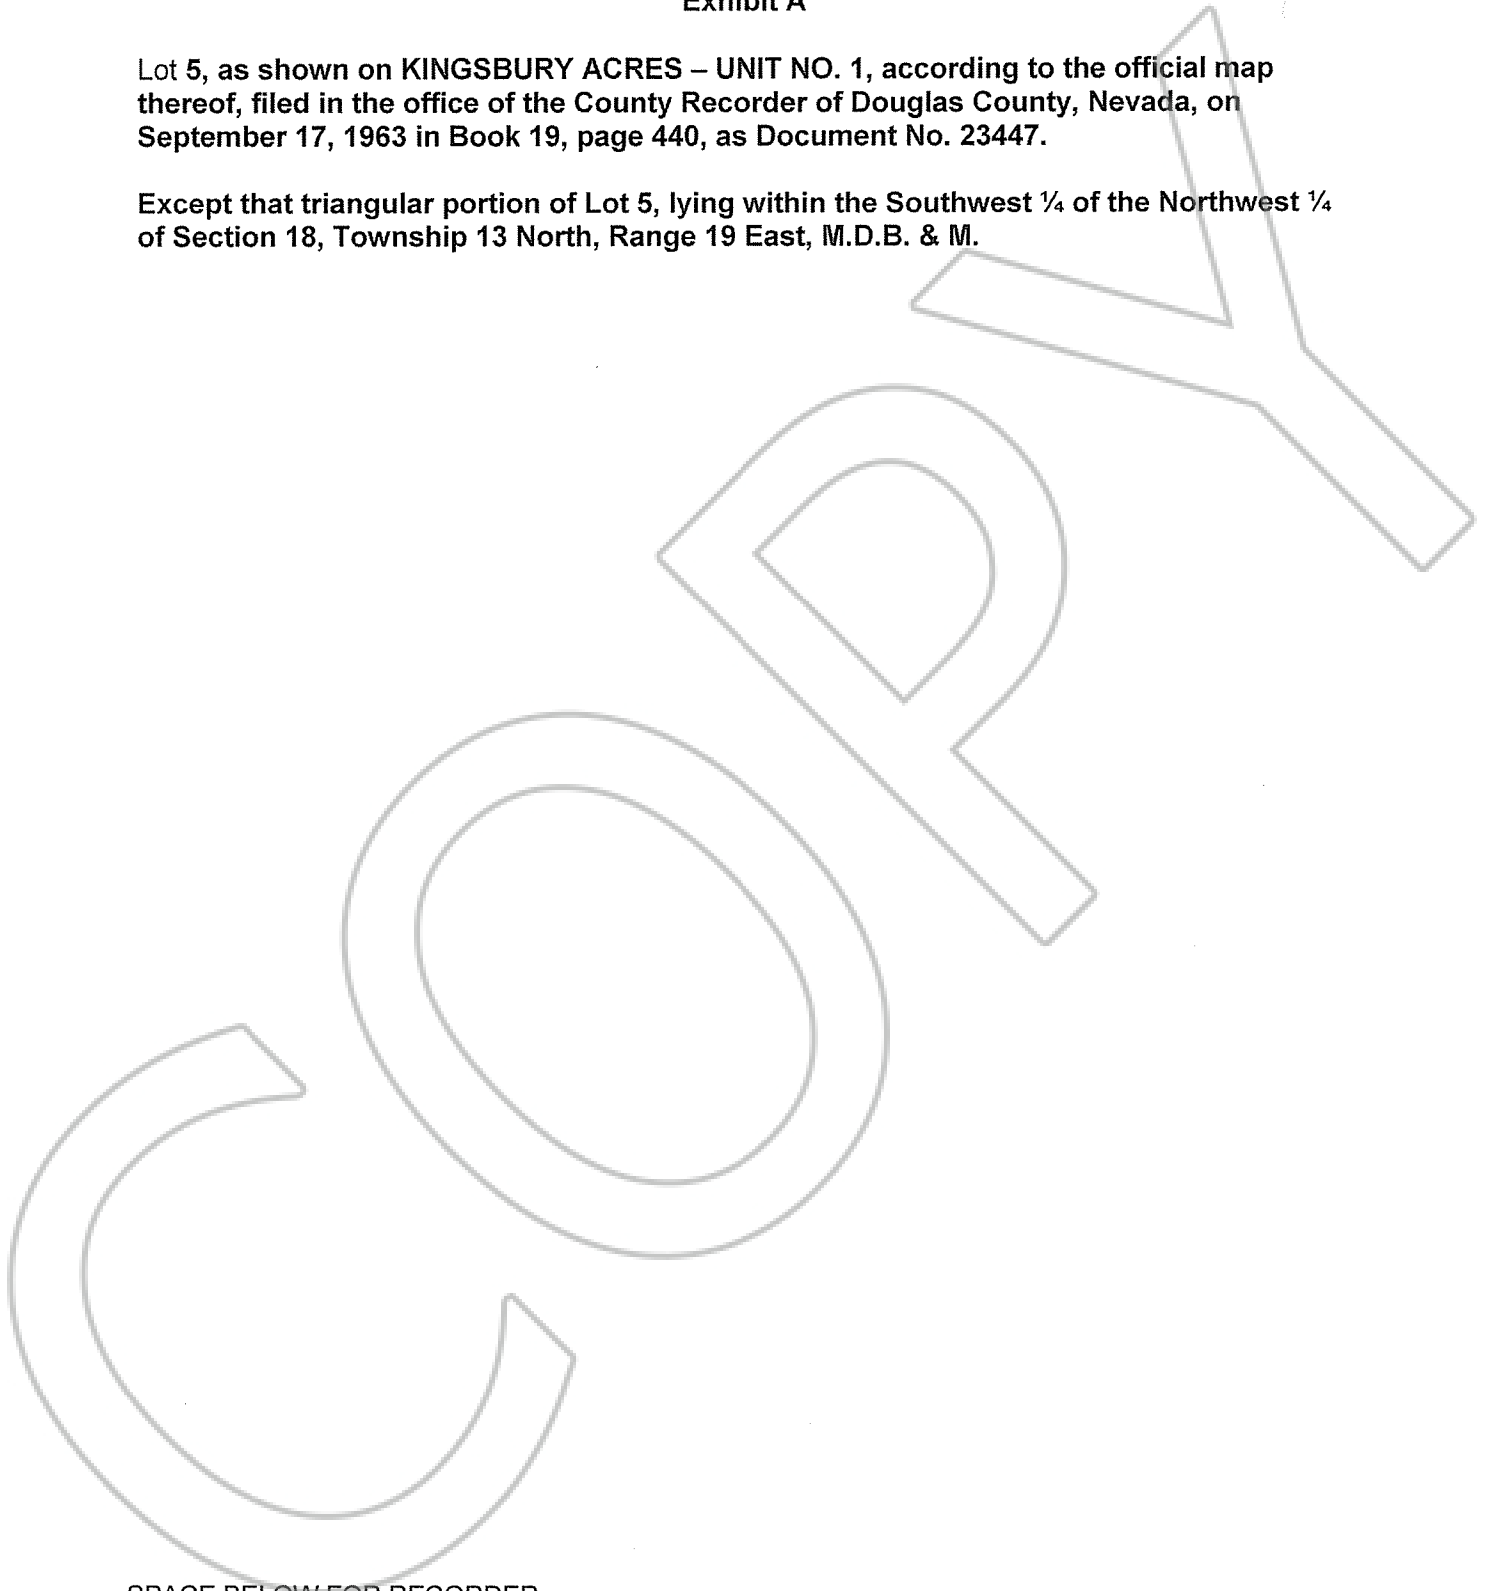 Exhibit A
Lot 5, as shown on KINGSBURY ACRES – UNIT NO. 1, according to the official map
thereof, filed in the office of the County Recorder of Douglas County, Nevada, on
September 17, 1963 in Book 19, page 440, as Document No. 23447.
Except that triangular portion of Lot 5, lying within the Southwest ¼ of the Northwest ¼
of Section 18, Township 13 North, Range 19 East, M.D.B. & M.
COPY
SPACE BELOW FOR RECORDER